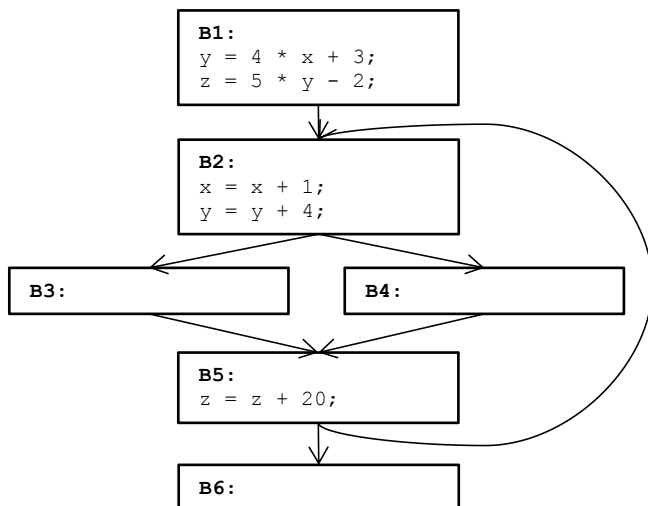 B1:
y = 4 * x + 3;
z = 5 * y - 2;
B2:
x = x + 1;
y = y + 4;
B3:
B4:
B5:
z = z + 20;
B6: